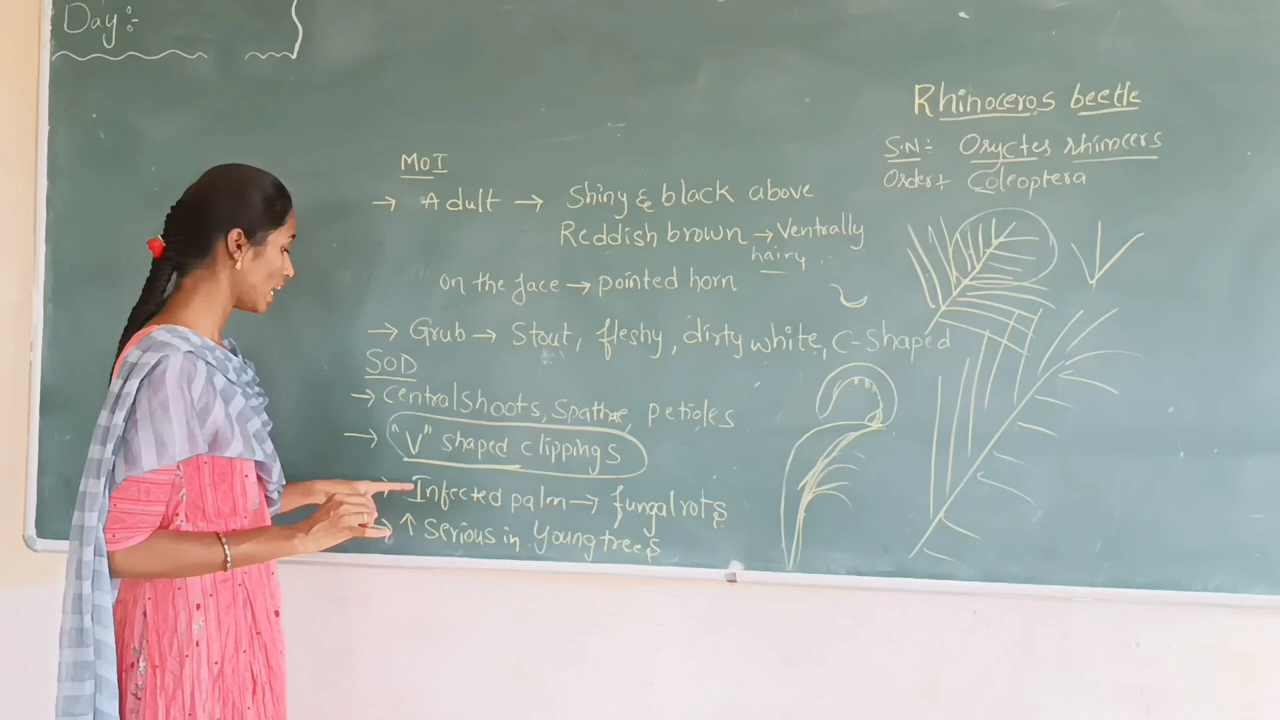 Day:-
Rhinoceros beetle
S.N:- Oryctes rhinocers
Order:- Coleoptera
MOI
→ Adult → Shiny & black above
Reddish brown → Ventrally
hairy
on the face → pointed horn
→ Grub → Stout, fleshy, dirty white, C-Shaped
SOD
→ Central shoots, Spathe, petioles
→ "V" shaped clippings
Infected palm → fungal rots
→ ↑ Serious in Young trees